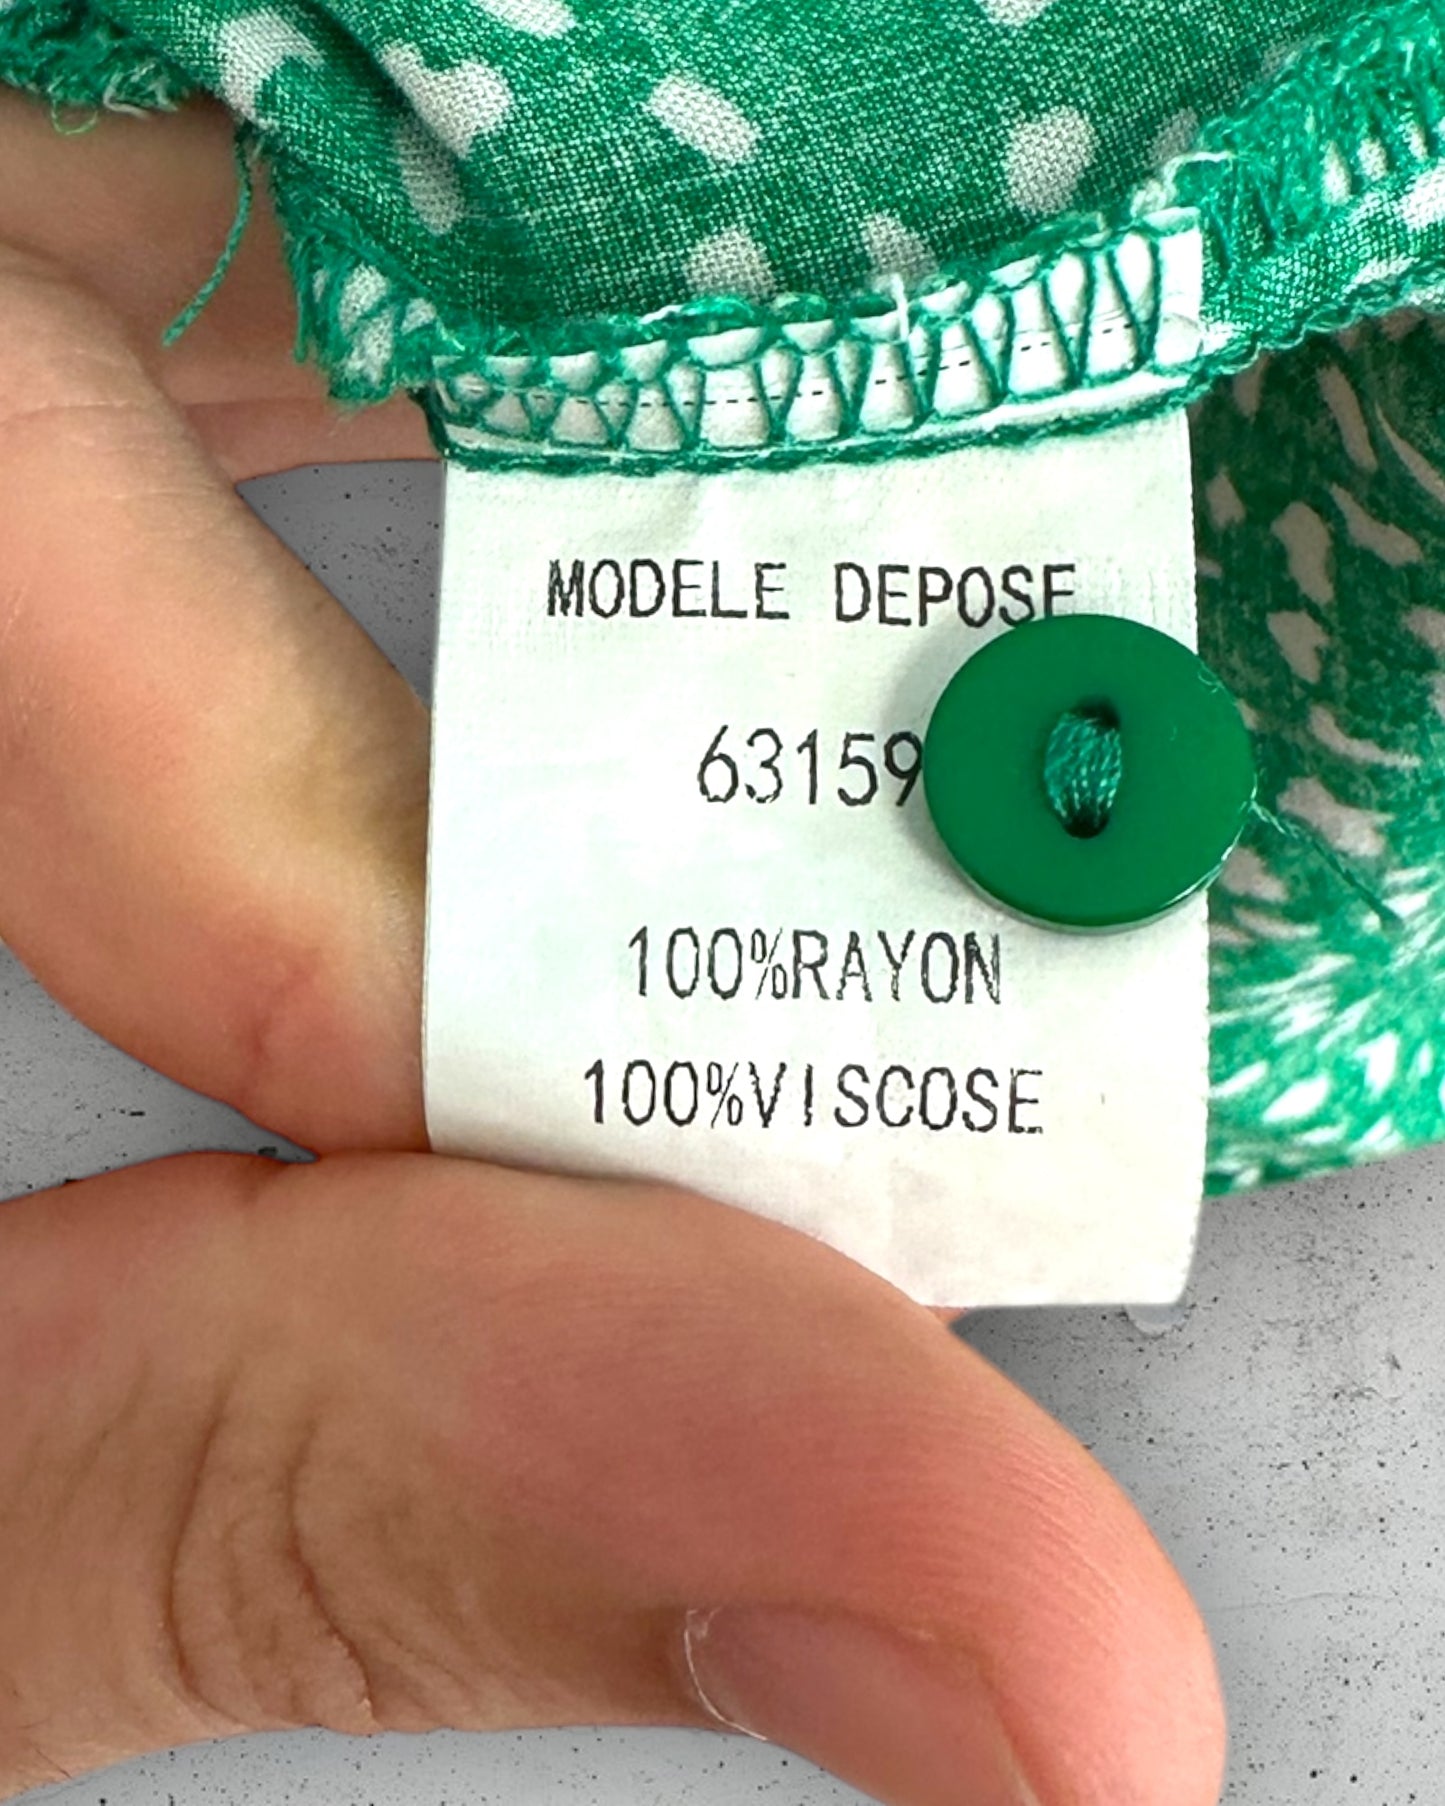 MODELE DEPOSE
63159
100%RAYON
100%VISCOSE